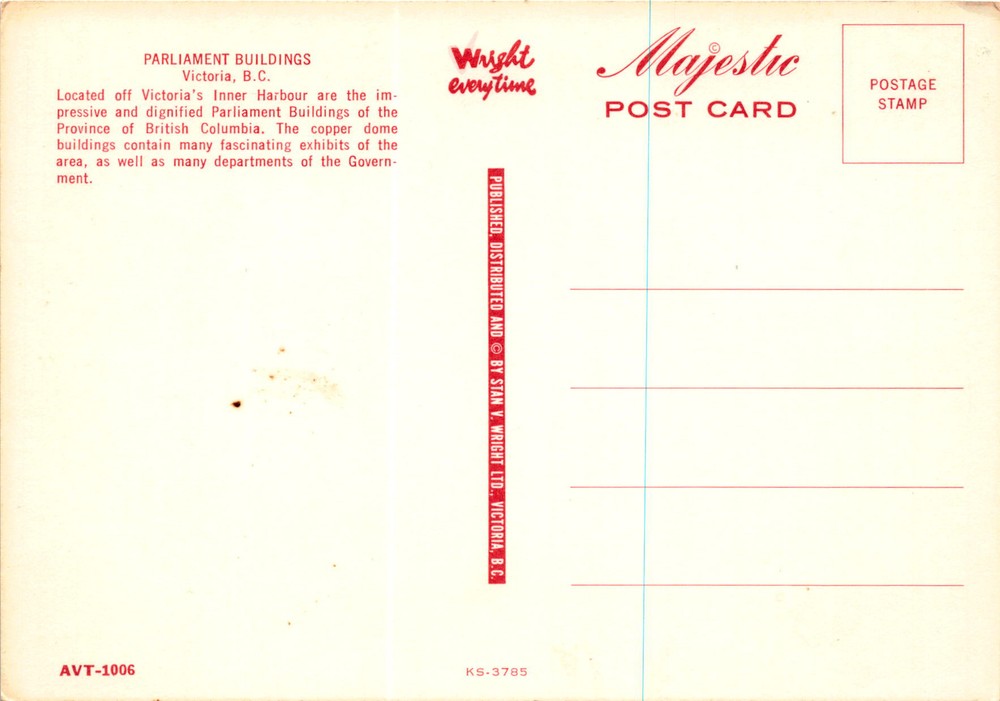 PARLIAMENT BUILDINGS
Victoria, B.C.
Located off Victoria's Inner Harbour are the im-
pressive and dignified Parliament Buildings of the
Province of British Columbia. The copper dome
buildings contain many fascinating exhibits of the
area, as well as many departments of the Govern-
ment.
Wright
everytime
Majestic ©
POST CARD
POSTAGE
STAMP
PUBLISHED, DISTRIBUTED AND © BY STAN V. WRIGHT LTD., VICTORIA, B.C.
AVT-1006
KS-3785